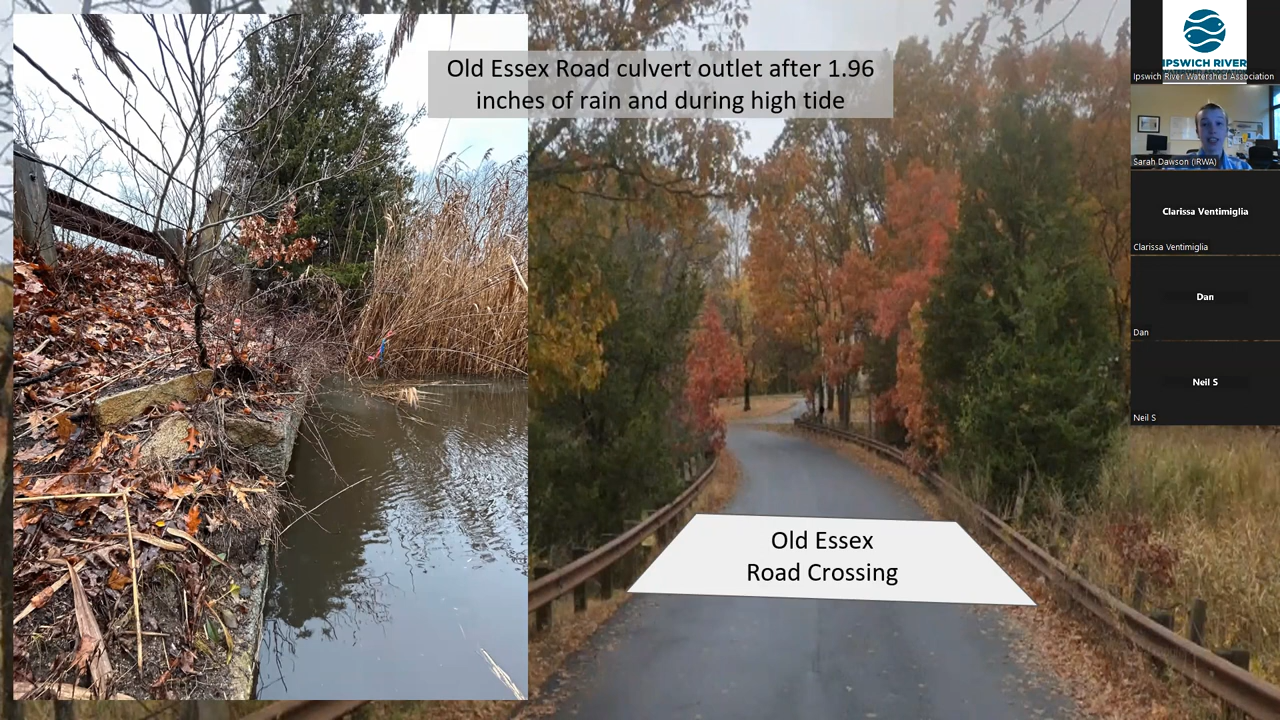 Old Essex Road culvert outlet after 1.96
inches of rain and during high tide
Old Essex
Road Crossing
IPSWICH RIVER
Ipswich River Watershed Association
Sarah Dawson (IRWA)
Clarissa Ventimiglia
Clarissa Ventimiglia
Dan
Dan
Neil S
Neil S